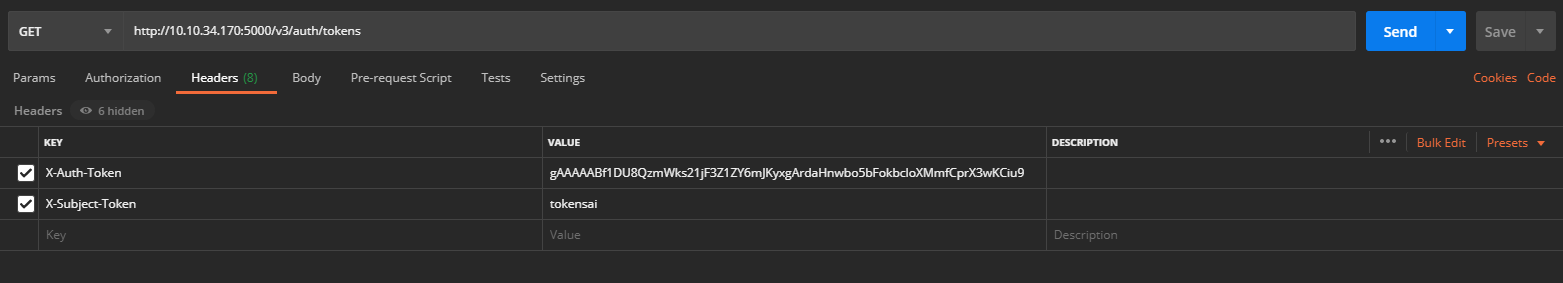 GET http://10.10.34.170:5000/v3/auth/tokens Send Save
Params Authorization Headers (8) Body Pre-request Script Tests Settings Cookies Code
Headers 6 hidden
KEY VALUE DESCRIPTION ••• Bulk Edit Presets
X-Auth-Token gAAAAABf1DU8QzmWks21jF3Z1ZY6mJKyxgArdaHnwbo5bFokbcIoXMmfCprX3wKCiu9
X-Subject-Token tokensai
Key Value Description